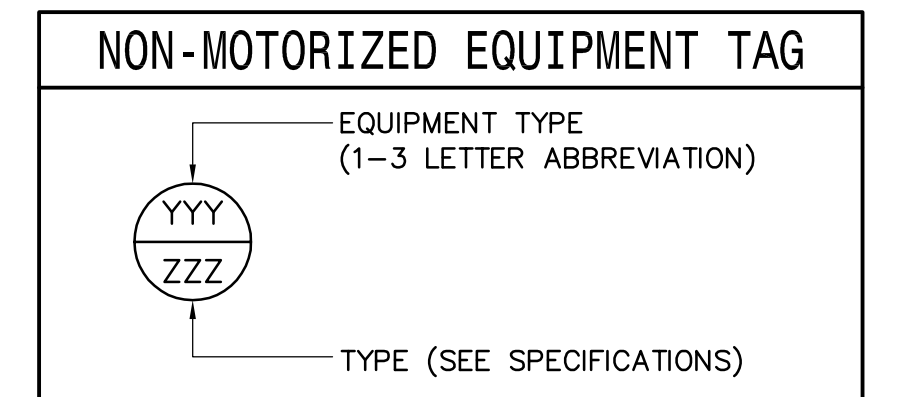 NON-MOTORIZED EQUIPMENT TAG
EQUIPMENT TYPE
(1-3 LETTER ABBREVIATION)
YYY
ZZZ
TYPE (SEE SPECIFICATIONS)